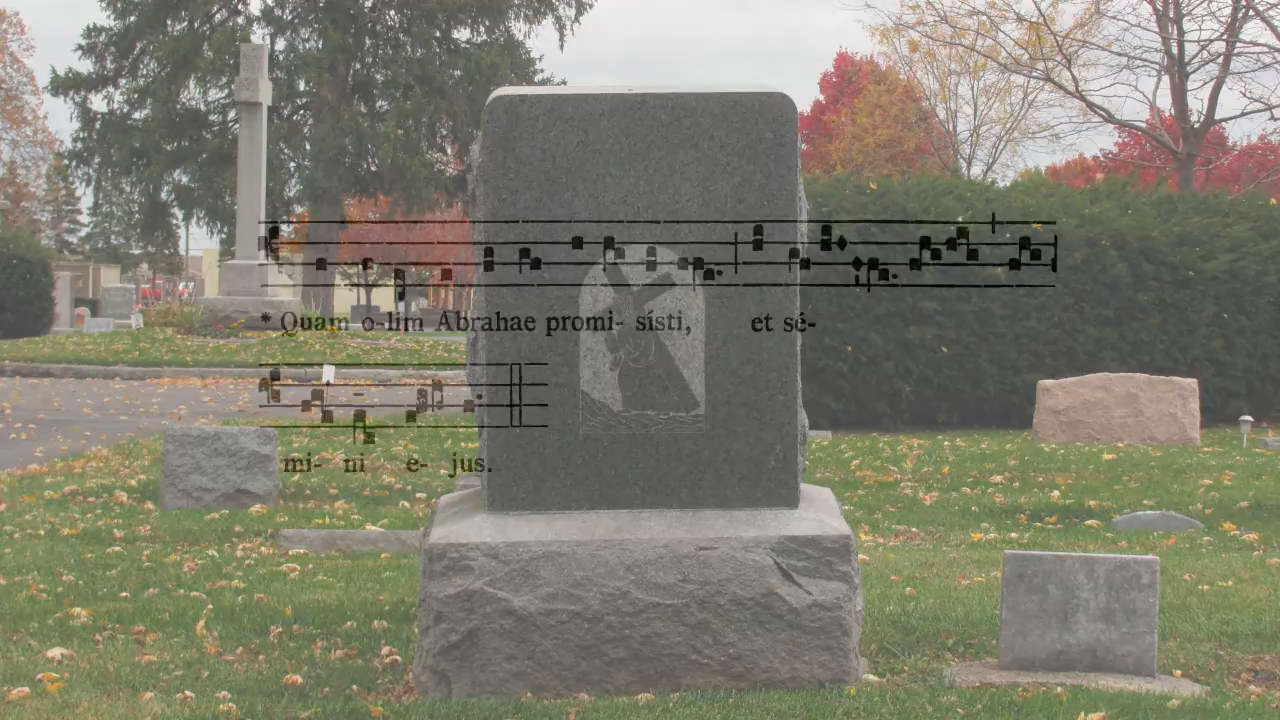 * Quam o-lim Abrahae promi- sísti, et sé-
mi- ni e- jus.